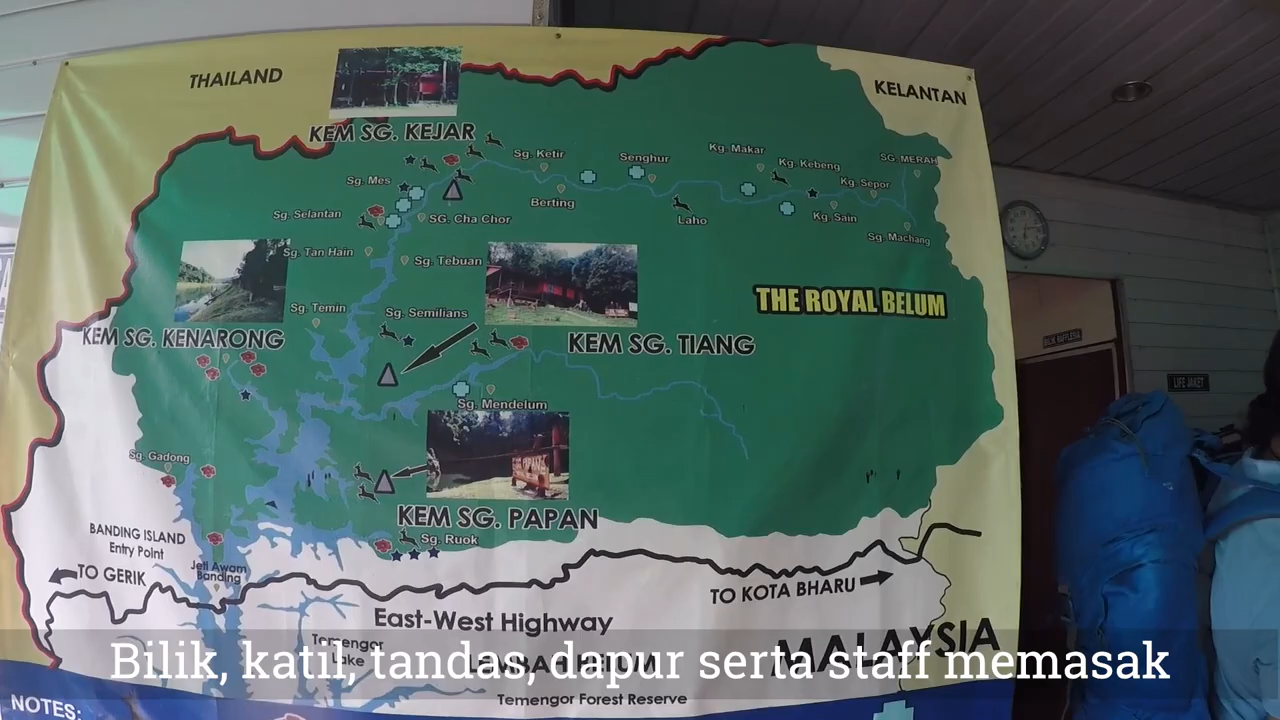 THAILAND
KELANTAN
KEM SG. KEJAR
Sg. Ketir
Senghur
Kg. Makar
Kg. Kebeng
SG. MERAH
Sg. Mes
Kg. Sepor
Berting
Sg. Selantan
SG. Cha Chor
Laho
Kg. Sain
Sg. Machang
Sg. Tan Hain
Sg. Tebuan
THE ROYAL BELUM
Sg. Temin
Sg. Semilians
KEM SG. KENARONG
KEM SG. TIANG
Sg. Mendelum
Sg. Gadong
KEM SG. PAPAN
BANDING ISLAND
Entry Point
Sg. Ruok
Jeti Awam
Banding
TO GERIK
TO KOTA BHARU
East-West Highway
Temengor
Lake
LEMBAH BELUM
MALAYSIA
Bilik, katil, tandas, dapur serta staff memasak
Temengor Forest Reserve
NOTES:
LIFE JAKET